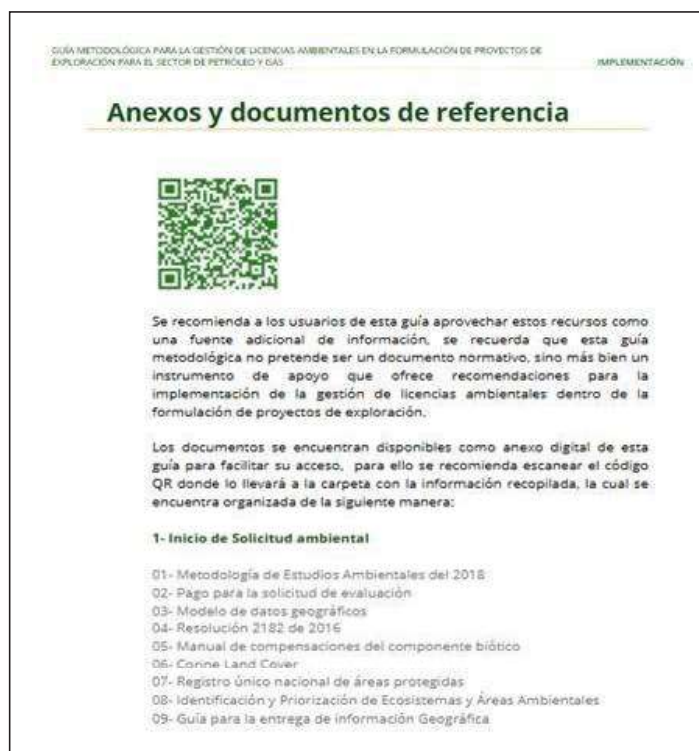 GUÍA METODOLÓGICA PARA LA GESTIÓN DE LICENCIAS AMBIENTALES EN LA FORMULACIÓN DE PROYECTOS DE
EXPLORACIÓN PARA EL SECTOR DE PETRÓLEO Y GAS
IMPLEMENTACIÓN
Anexos y documentos de referencia
Se recomienda a los usuarios de esta guía aprovechar estos recursos como
una fuente adicional de información, se recuerda que esta guía
metodológica no pretende ser un documento normativo, sino más bien un
instrumento de apoyo que ofrece recomendaciones para la
implementación de la gestión de licencias ambientales dentro de la
formulación de proyectos de exploración.
Los documentos se encuentran disponibles como anexo digital de esta
guía para facilitar su acceso, para ello se recomienda escanear el código
QR donde lo llevará a la carpeta con la información recopilada, la cual se
encuentra organizada de la siguiente manera:
1- Inicio de Solicitud ambiental
01- Metodología de Estudios Ambientales del 2018
02- Pago para la solicitud de evaluación
03- Modelo de datos geográficos
04- Resolución 2182 de 2016
05- Manual de compensaciones del componente biótico
06- Corine Land Cover
07- Registro único nacional de áreas protegidas
08- Identificación y Priorización de Ecosistemas y Áreas Ambientales
09- Guía para la entrega de información Geográfica